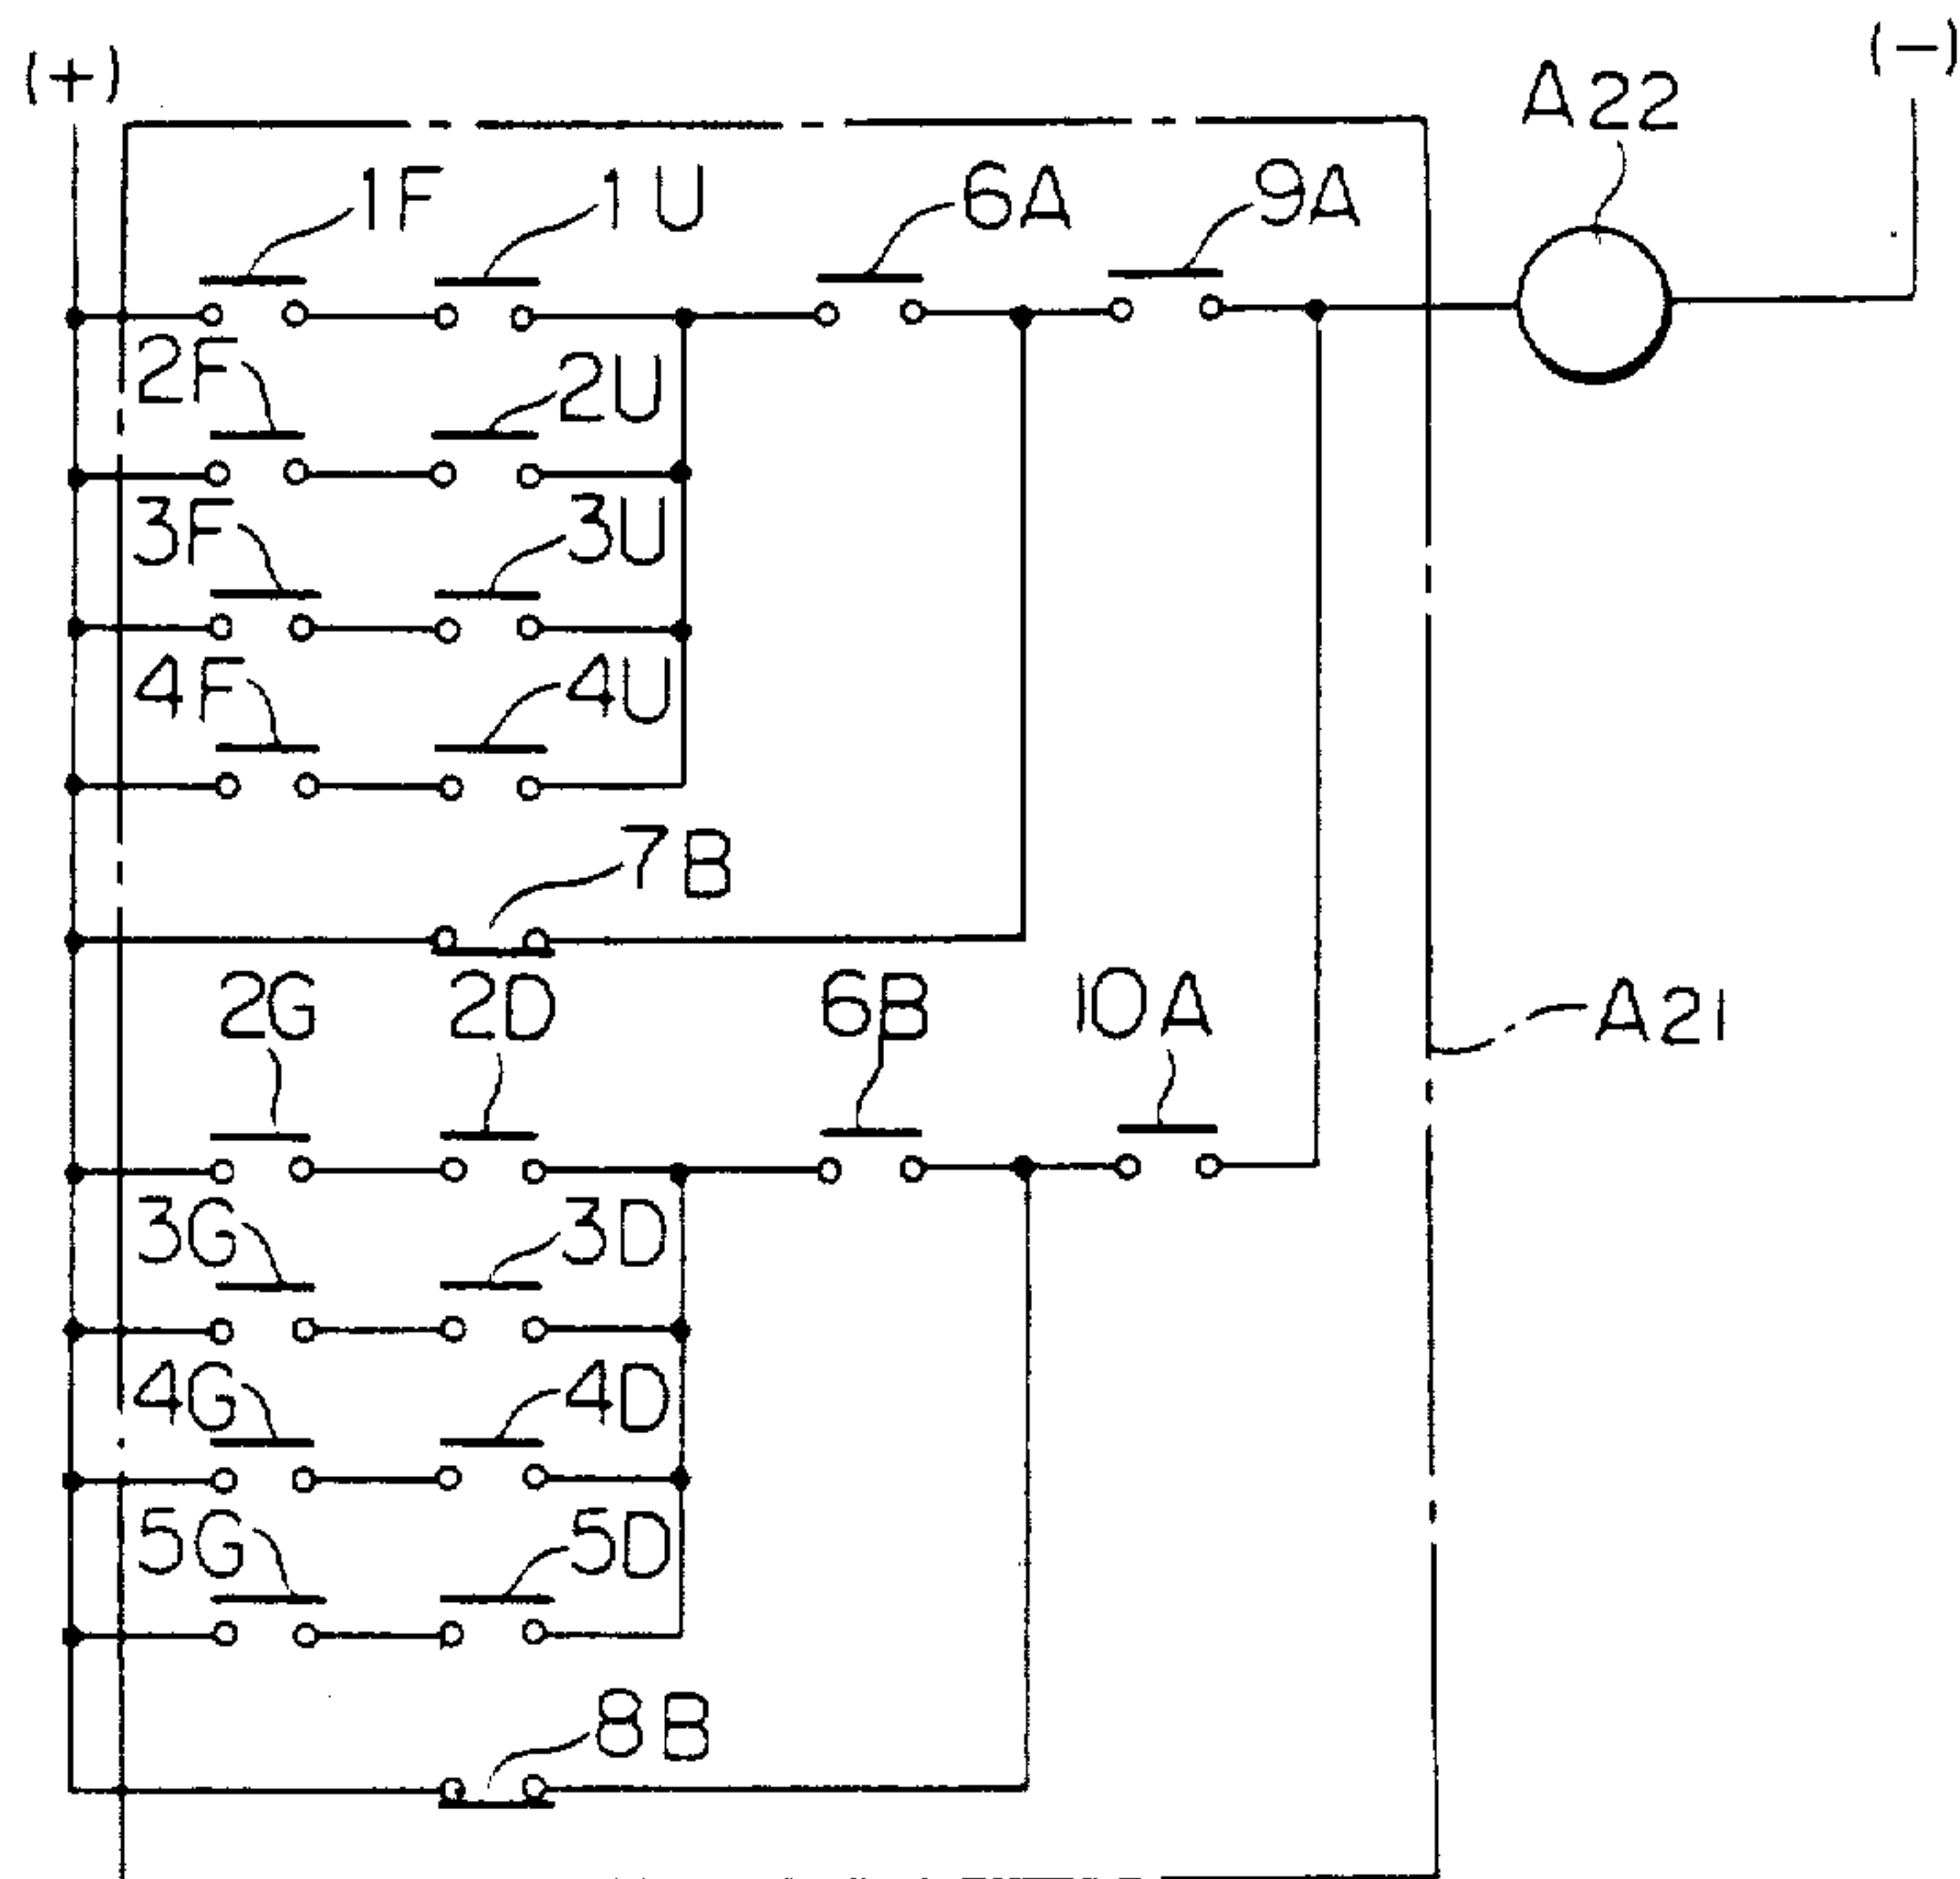 (+)
(−)
A22
1F
1U
6A
9A
2F
2U
3F
3U
4F
4U
7B
2G
2D
6B
10A
A21
3G
3D
4G
4D
5G
5D
8B